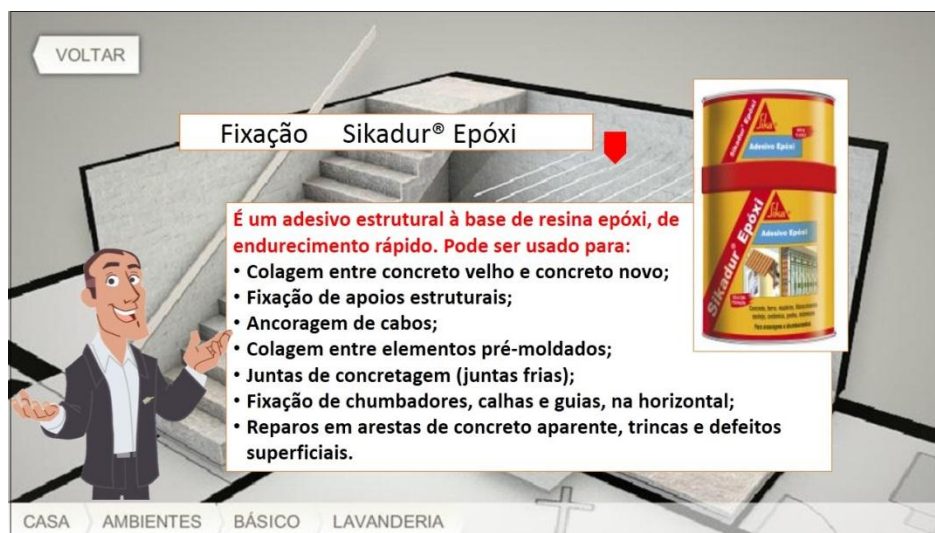 VOLTAR
Fixação Sikadur® Epóxi
É um adesivo estrutural à base de resina epóxi, de
endurecimento rápido. Pode ser usado para:
• Colagem entre concreto velho e concreto novo;
• Fixação de apoios estruturais;
• Ancoragem de cabos;
• Colagem entre elementos pré-moldados;
• Juntas de concretagem (juntas frias);
• Fixação de chumbadores, calhas e guias, na horizontal;
• Reparos em arestas de concreto aparente, trincas e defeitos
superficiais.
Sikadur® Epóxi
Sika®
Adesivo Epóxi
Sikadur® Epóxi
Sika®
Adesivo Epóxi
CASA
AMBIENTES
BÁSICO
LAVANDERIA